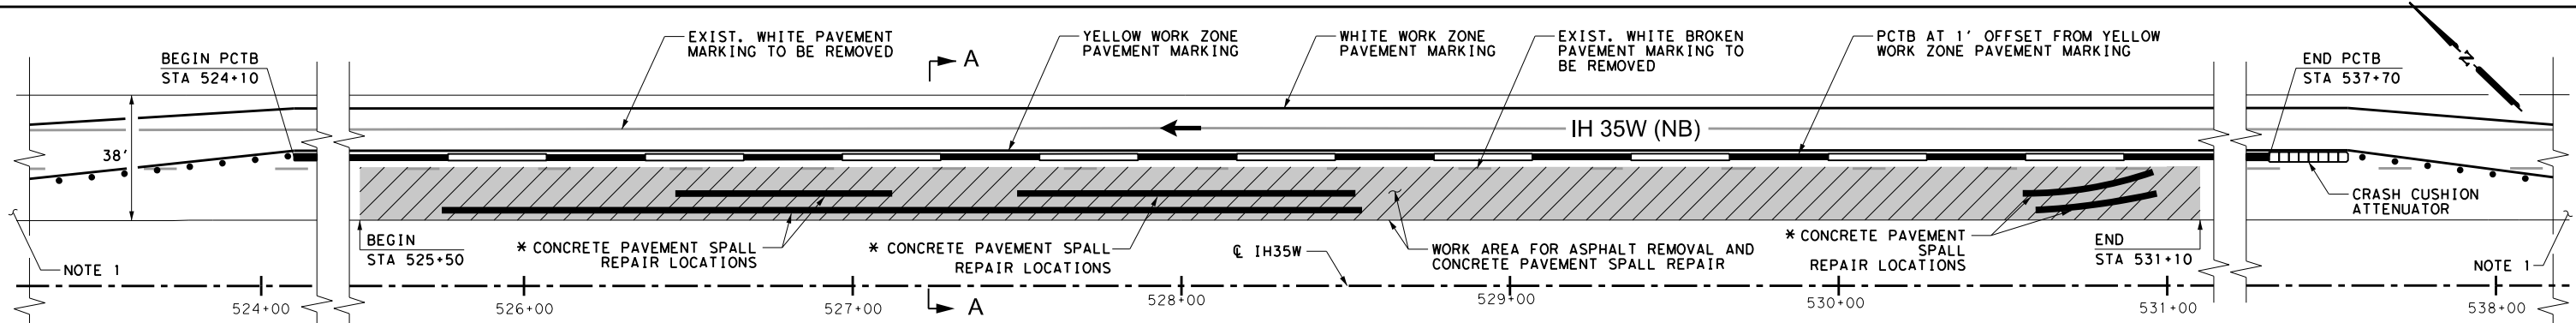 EXIST. WHITE PAVEMENT
MARKING TO BE REMOVED
YELLOW WORK ZONE
PAVEMENT MARKING
WHITE WORK ZONE
PAVEMENT MARKING
EXIST. WHITE BROKEN
PAVEMENT MARKING TO
BE REMOVED
PCTB AT 1' OFFSET FROM YELLOW
WORK ZONE PAVEMENT MARKING
BEGIN PCTB
STA 524+10
A
END PCTB
STA 537+70
N
IH 35W (NB)
38'
CRASH CUSHION
ATTENUATOR
BEGIN
STA 525+50
* CONCRETE PAVEMENT SPALL
REPAIR LOCATIONS
* CONCRETE PAVEMENT SPALL
REPAIR LOCATIONS
℄ IH35W
WORK AREA FOR ASPHALT REMOVAL AND
CONCRETE PAVEMENT SPALL REPAIR
* CONCRETE PAVEMENT
SPALL
REPAIR LOCATIONS
END
STA 531+10
NOTE 1
NOTE 1
524+00
526+00
527+00
A
528+00
529+00
530+00
531+00
538+00